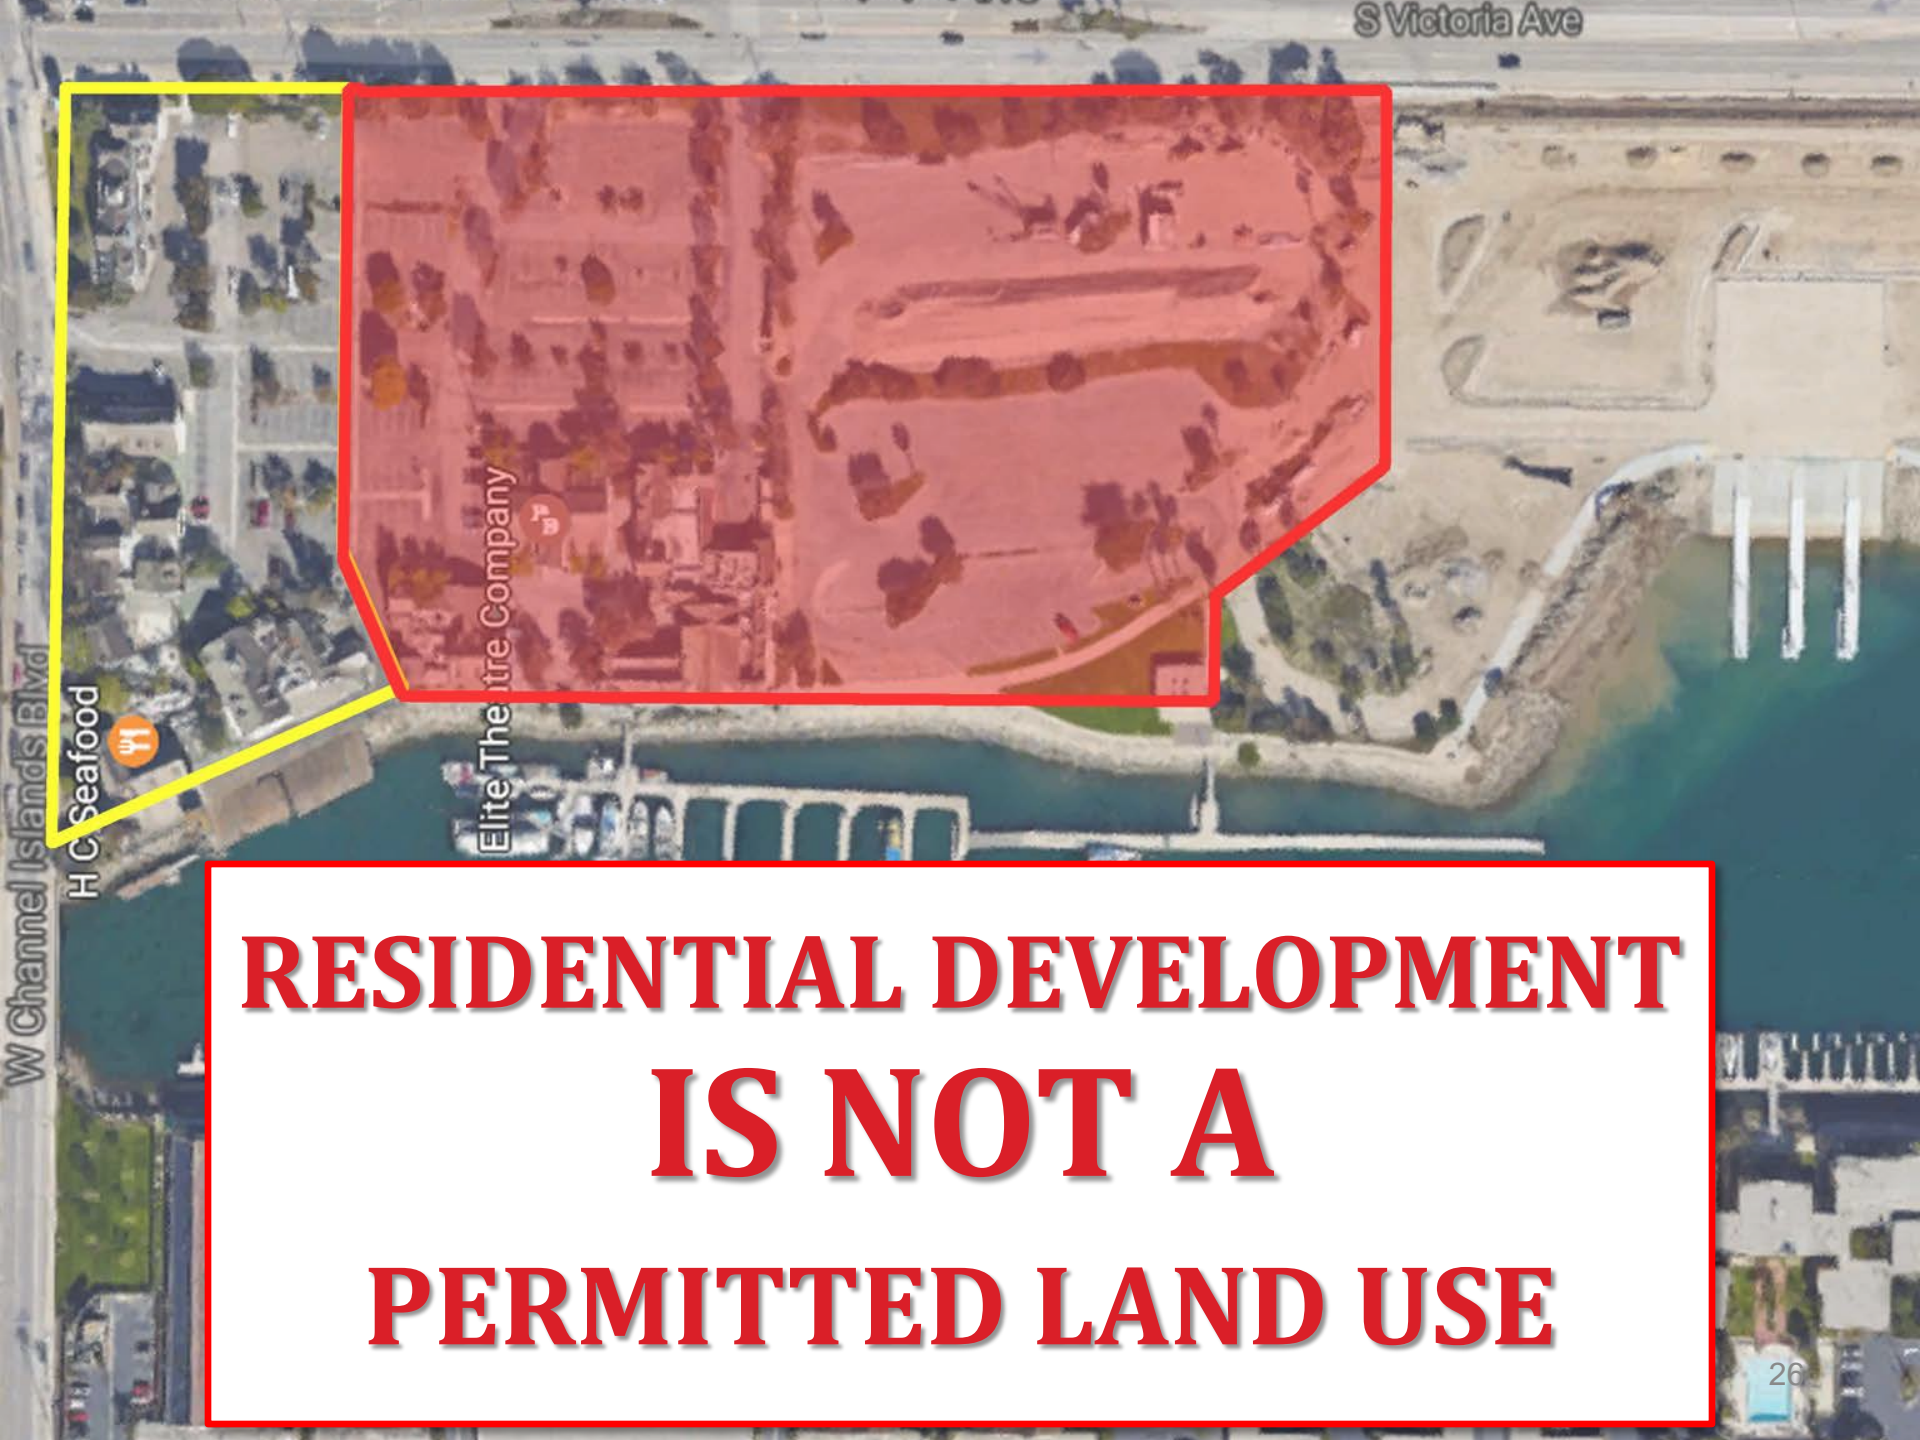 S Victoria Ave
Elite Theatre Company
H C Seafood
W Channel Islands Blvd
RESIDENTIAL DEVELOPMENT
IS NOT A
PERMITTED LAND USE
26